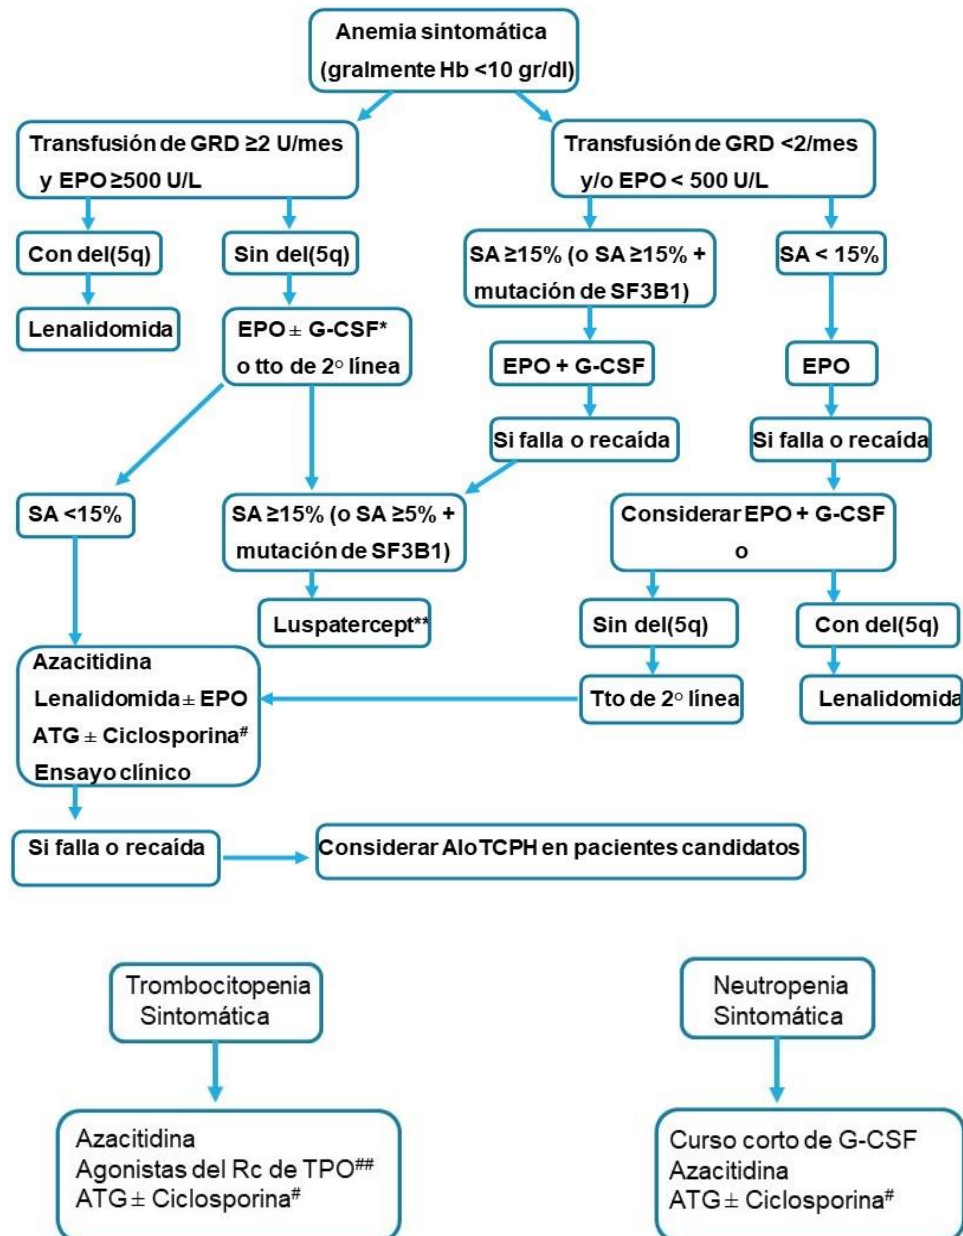 Anemia sintomática
(gralmente Hb <10 gr/dl)
Transfusión de GRD ≥2 U/mes
y EPO ≥500 U/L
Transfusión de GRD <2/mes
y/o EPO < 500 U/L
Con del(5q)
Sin del(5q)
SA ≥15% (o SA ≥15% +
mutación de SF3B1)
SA < 15%
Lenalidomida
EPO ± G-CSF*
o tto de 2º línea
EPO + G-CSF
EPO
Si falla o recaída
Si falla o recaída
SA <15%
SA ≥15% (o SA ≥5% +
mutación de SF3B1)
Considerar EPO + G-CSF
o
Luspatercept**
Sin del(5q)
Con del(5q)
Azacitidina
Lenalidomida ± EPO
ATG ± Ciclosporina#
Ensayo clínico
Tto de 2º línea
Lenalidomida
Si falla o recaída
Considerar AloTCPH en pacientes candidatos
Trombocitopenia
Sintomática
Neutropenia
Sintomática
Azacitidina
Agonistas del Rc de TPO##
ATG ± Ciclosporina#
Curso corto de G-CSF
Azacitidina
ATG ± Ciclosporina#